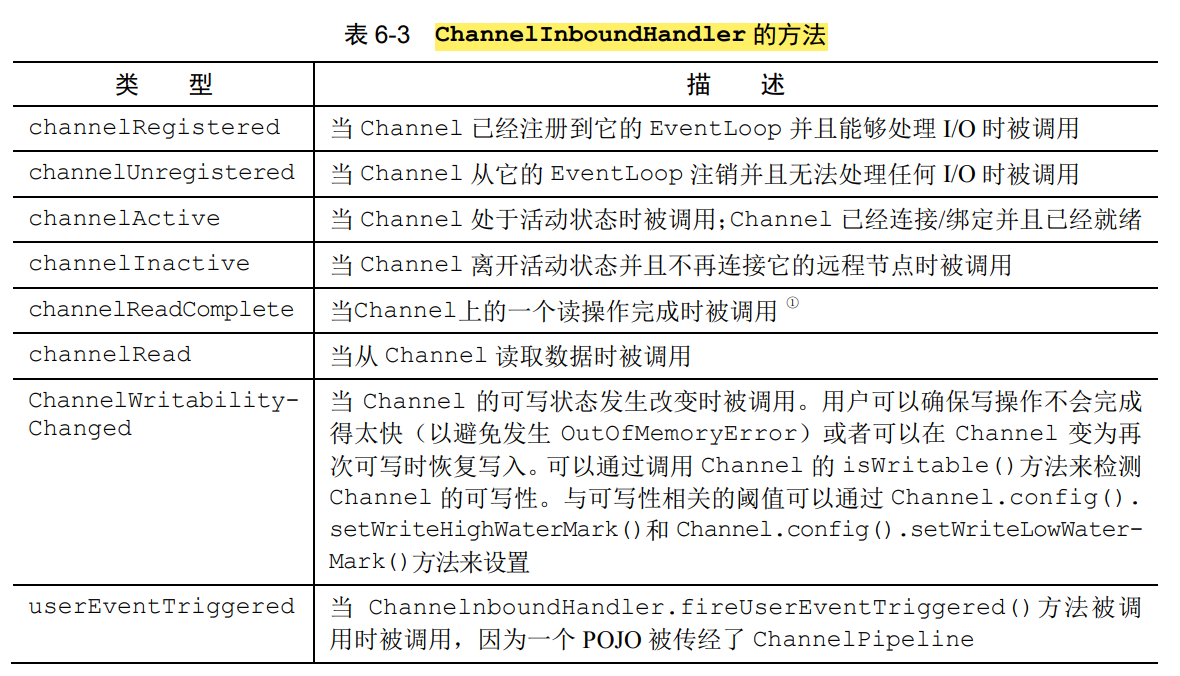 表 6-3 ChannelInboundHandler 的方法
类 型 描 述
channelRegistered 当 Channel 已经注册到它的 EventLoop 并且能够处理 I/O 时被调用
channelUnregistered 当 Channel 从它的 EventLoop 注销并且无法处理任何 I/O 时被调用
channelActive 当 Channel 处于活动状态时被调用;Channel 已经连接/绑定并且已经就绪
channelInactive 当 Channel 离开活动状态并且不再连接它的远程节点时被调用
channelReadComplete 当Channel上的一个读操作完成时被调用 ①
channelRead 当从 Channel 读取数据时被调用
ChannelWritability- 当 Channel 的可写状态发生改变时被调用。用户可以确保写操作不会完成
Changed 得太快（以避免发生 OutOfMemoryError）或者可以在 Channel 变为再
次可写时恢复写入。可以通过调用 Channel 的 isWritable()方法来检测
Channel 的可写性。与可写性相关的阈值可以通过 Channel.config().
setWriteHighWaterMark()和 Channel.config().setWriteLowWater-
Mark()方法来设置
userEventTriggered 当 ChannelnboundHandler.fireUserEventTriggered()方法被调
用时被调用，因为一个 POJO 被传经了 ChannelPipeline